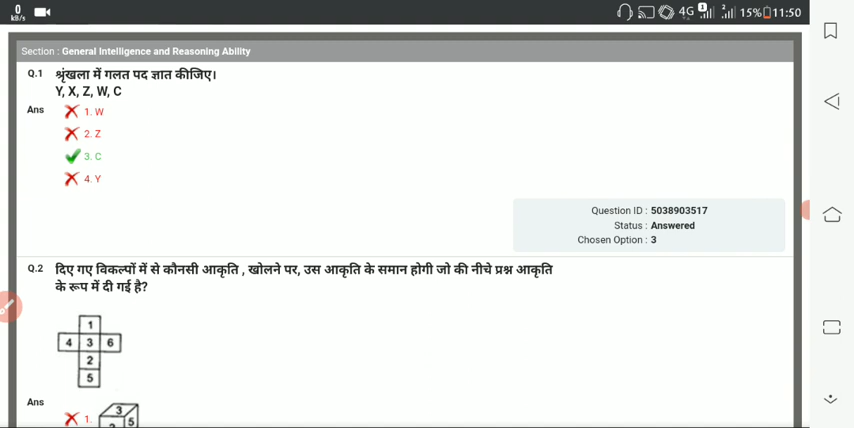 0
kB/s
4G 1 2 15% 11:50
Section : General Intelligence and Reasoning Ability
Q.1 श्रृंखला में गलत पद ज्ञात कीजिए।
Y, X, Z, W, C
Ans 1. W
2. Z
3. C
4. Y
Question ID : 5038903517
Status : Answered
Chosen Option : 3
Q.2 दिए गए विकल्पों में से कौनसी आकृति , खोलने पर, उस आकृति के समान होगी जो की नीचे प्रश्न आकृति
के रूप में दी गई है?
1
4 3 6
2
5
Ans
1. 3
5